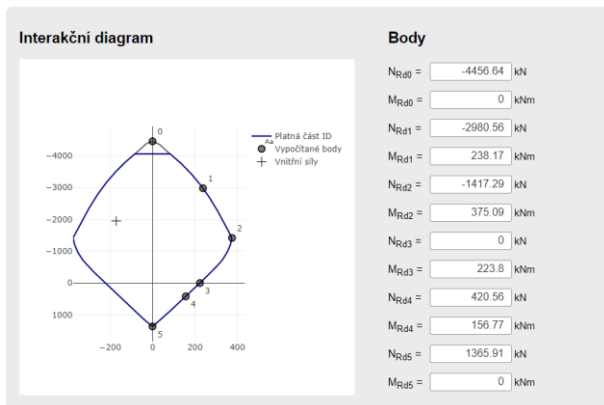 Interakční diagram
0
−4000
−3000
−2000
−1000
0
1000
−200
0
200
400
1
2
3
4
5
Platná část ID
Aa
Vypočítané body
Vnitřní síly
Body
NRd0 = -4456.64 kN
MRd0 = 0 kNm
NRd1 = -2980.56 kN
MRd1 = 238.17 kNm
NRd2 = -1417.29 kN
MRd2 = 375.09 kNm
NRd3 = 0 kN
MRd3 = 223.8 kNm
NRd4 = 420.56 kN
MRd4 = 156.77 kNm
NRd5 = 1365.91 kN
MRd5 = 0 kNm